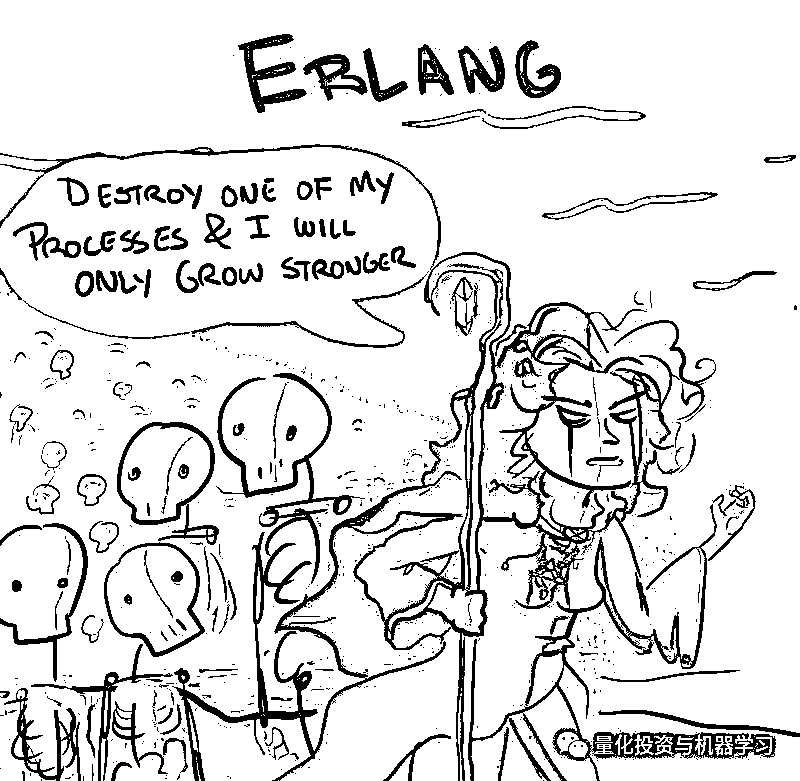 ERLANG
DESTROY ONE OF MY
PROCESSES & I WILL
ONLY GROW STRONGER
量化投资与机器学习